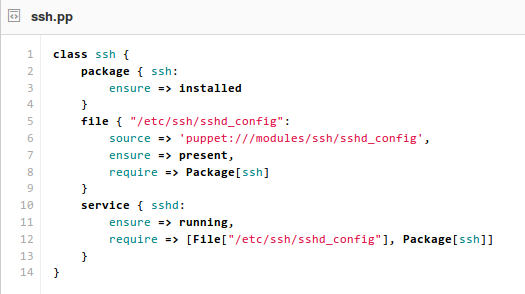 ssh.pp
1 class ssh {
2     package { ssh:
3         ensure => installed
4     }
5     file { "/etc/ssh/sshd_config":
6         source => 'puppet:///modules/ssh/sshd_config',
7         ensure => present,
8         require => Package[ssh]
9     }
10     service { sshd:
11         ensure => running,
12         require => [File["/etc/ssh/sshd_config"], Package[ssh]]
13     }
14 }